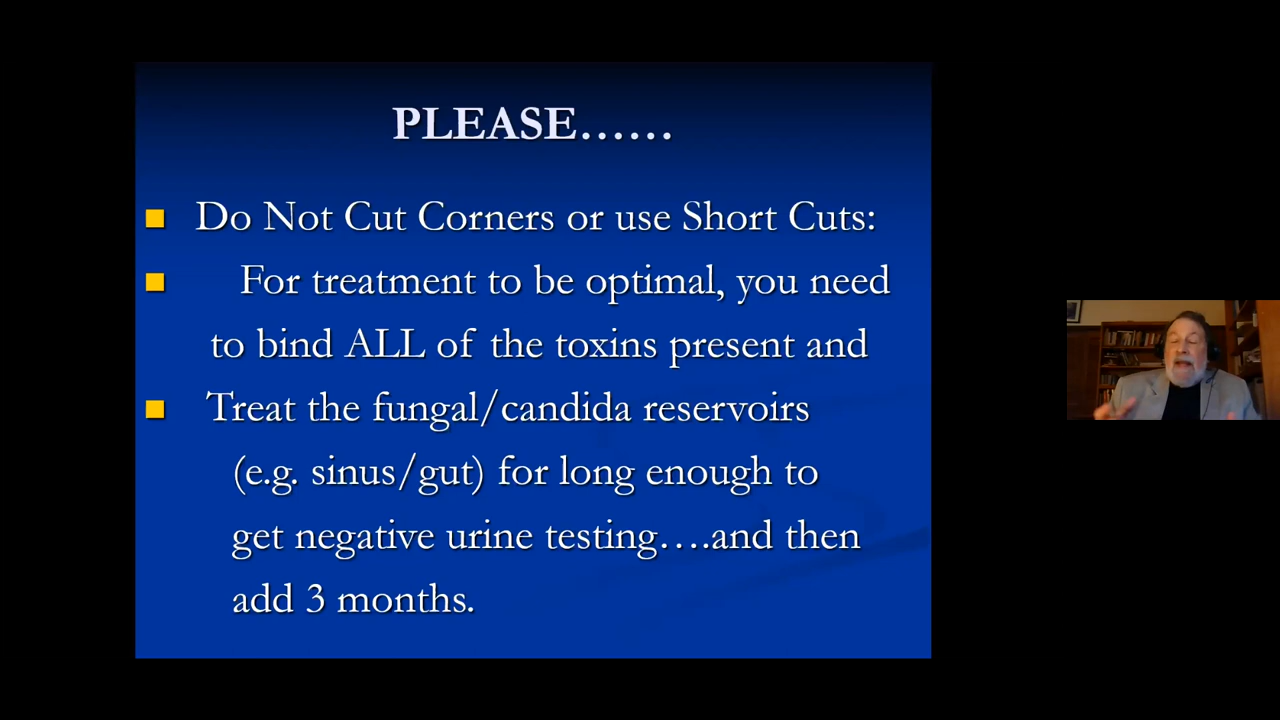 PLEASE……
Do Not Cut Corners or use Short Cuts:
For treatment to be optimal, you need
to bind ALL of the toxins present and
Treat the fungal/candida reservoirs
(e.g. sinus/gut) for long enough to
get negative urine testing….and then
add 3 months.